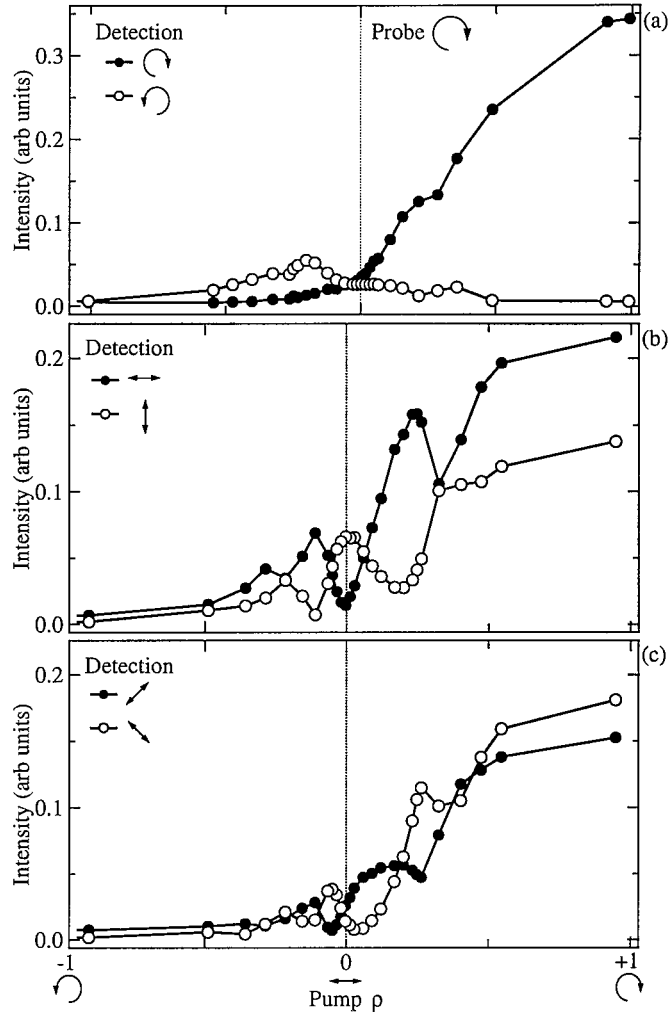 Detection
Probe
(a)
Intensity (arb units)
0.3
0.2
0.1
0.0
Detection
(b)
Intensity (arb units)
0.2
0.1
0.0
Detection
(c)
Intensity (arb units)
0.2
0.1
0.0
-1
0
+1
Pump ρ